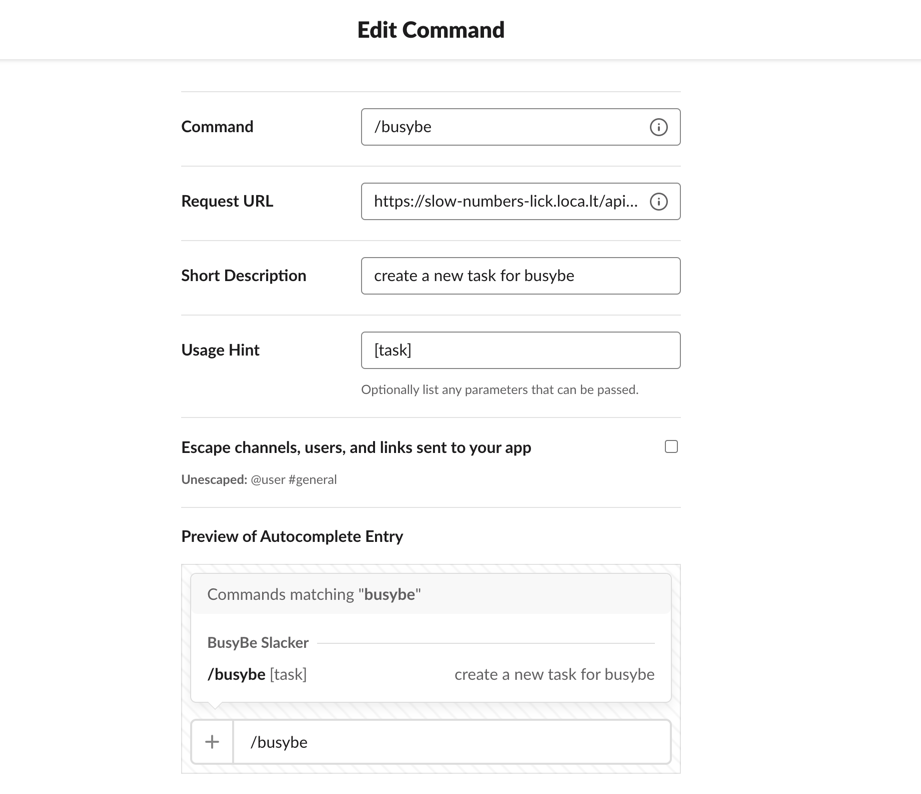 Edit Command
Command
/busybe
Request URL
https://slow-numbers-lick.loca.lt/api...
Short Description
create a new task for busybe
Usage Hint
[task]
Optionally list any parameters that can be passed.
Escape channels, users, and links sent to your app
Unescaped: @user #general
Preview of Autocomplete Entry
Commands matching "busybe"
BusyBe Slacker
/busybe [task] create a new task for busybe
+ /busybe